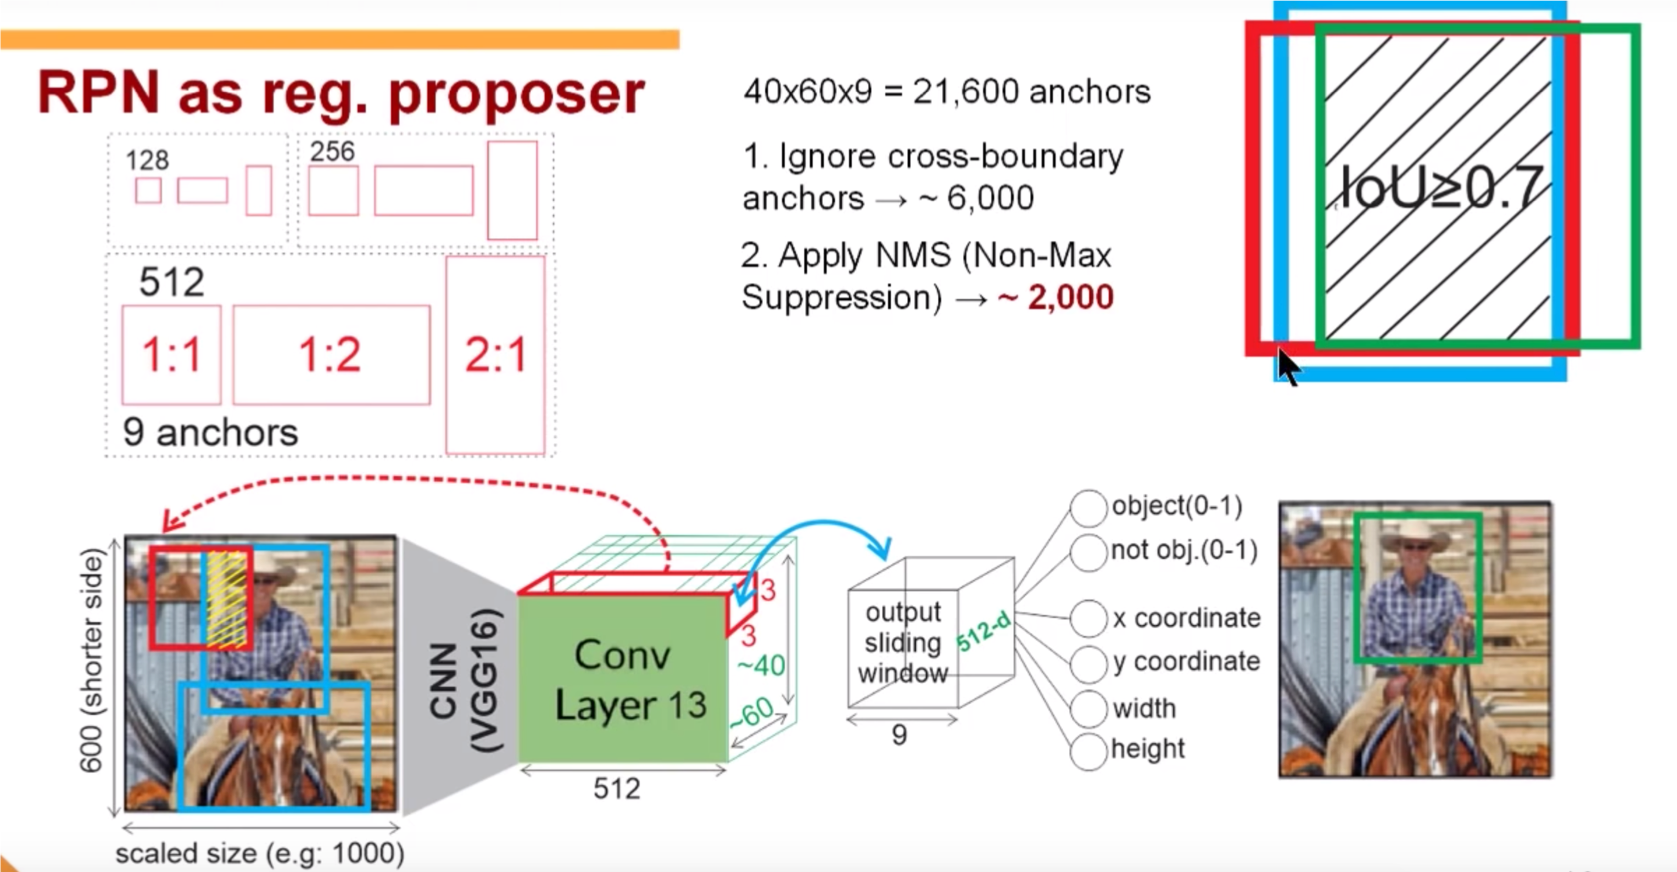 RPN as reg. proposer
128
256
512
1:1
1:2
2:1
9 anchors
40x60x9 = 21,600 anchors
1. Ignore cross-boundary
anchors → ~ 6,000
2. Apply NMS (Non-Max
Suppression) → ~ 2,000
IoU≥0.7
600 (shorter side)
scaled size (e.g: 1000)
CNN
(VGG16)
Conv
Layer 13
512
3
3
~40
~60
output
sliding
window
512-d
9
object(0-1)
not obj.(0-1)
x coordinate
y coordinate
width
height